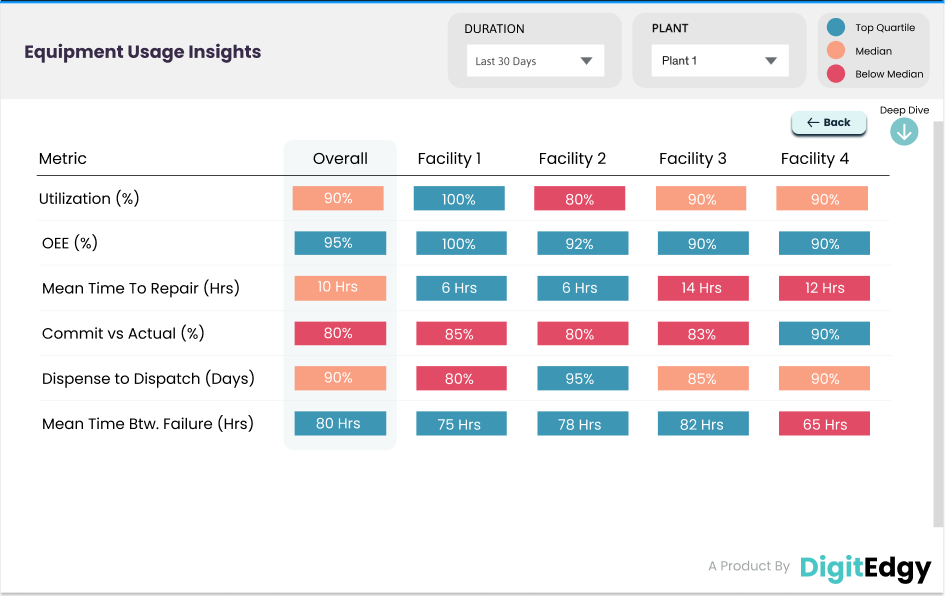 Equipment Usage Insights
DURATION
Last 30 Days
PLANT
Plant 1
Top Quartile
Median
Below Median
← Back
Deep Dive
Metric Overall Facility 1 Facility 2 Facility 3 Facility 4
Utilization (%) 90% 100% 80% 90% 90%
OEE (%) 95% 100% 92% 90% 90%
Mean Time To Repair (Hrs) 10 Hrs 6 Hrs 6 Hrs 14 Hrs 12 Hrs
Commit vs Actual (%) 80% 85% 80% 83% 90%
Dispense to Dispatch (Days) 90% 80% 95% 85% 90%
Mean Time Btw. Failure (Hrs) 80 Hrs 75 Hrs 78 Hrs 82 Hrs 65 Hrs
A Product By DigitEdgy